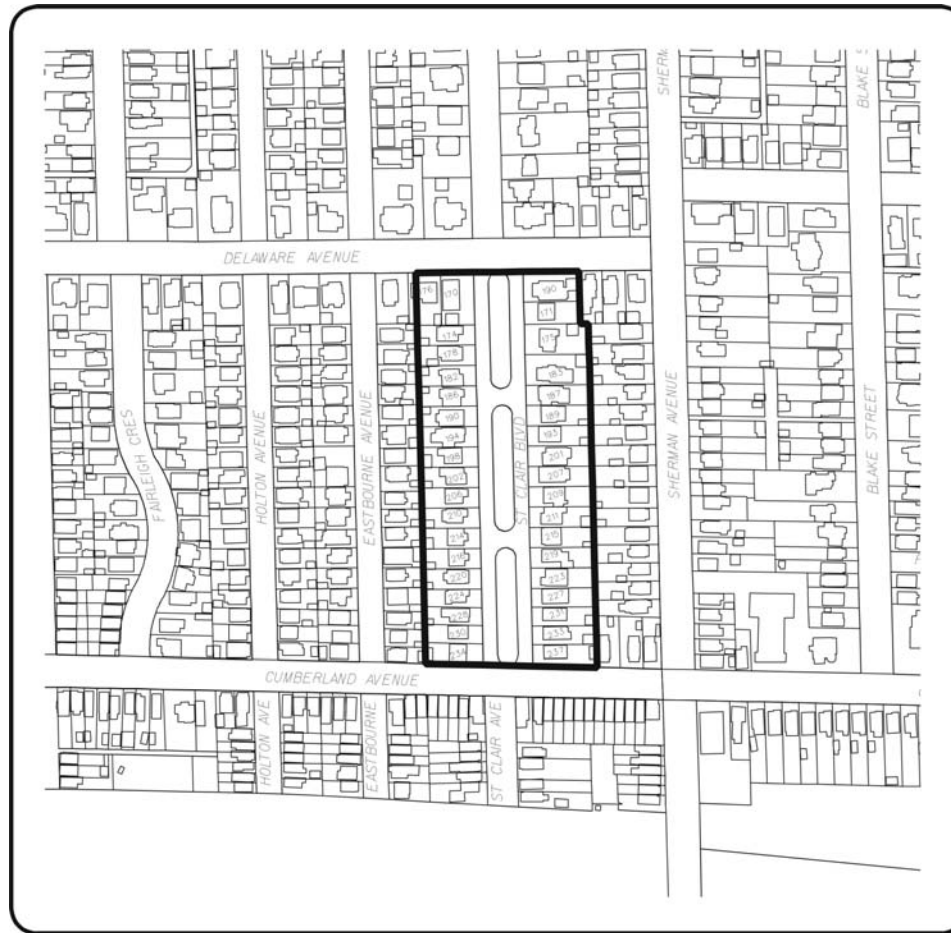 SHERM
BLAKE S
DELAWARE AVENUE
176
170
190
171
174
175
178
182
183
186
187
190
189
194
193
198
201
202
207
206
209
210
211
214
215
218
219
220
223
224
227
228
231
230
233
234
237
FAIRLEIGH CRES
HOLTON AVENUE
EASTBOURNE AVENUE
ST CLAIR BLVD
SHERMAN AVENUE
BLAKE STREET
CUMBERLAND AVENUE
HOLTON AVE
EASTBOURNE
ST CLAIR AVE